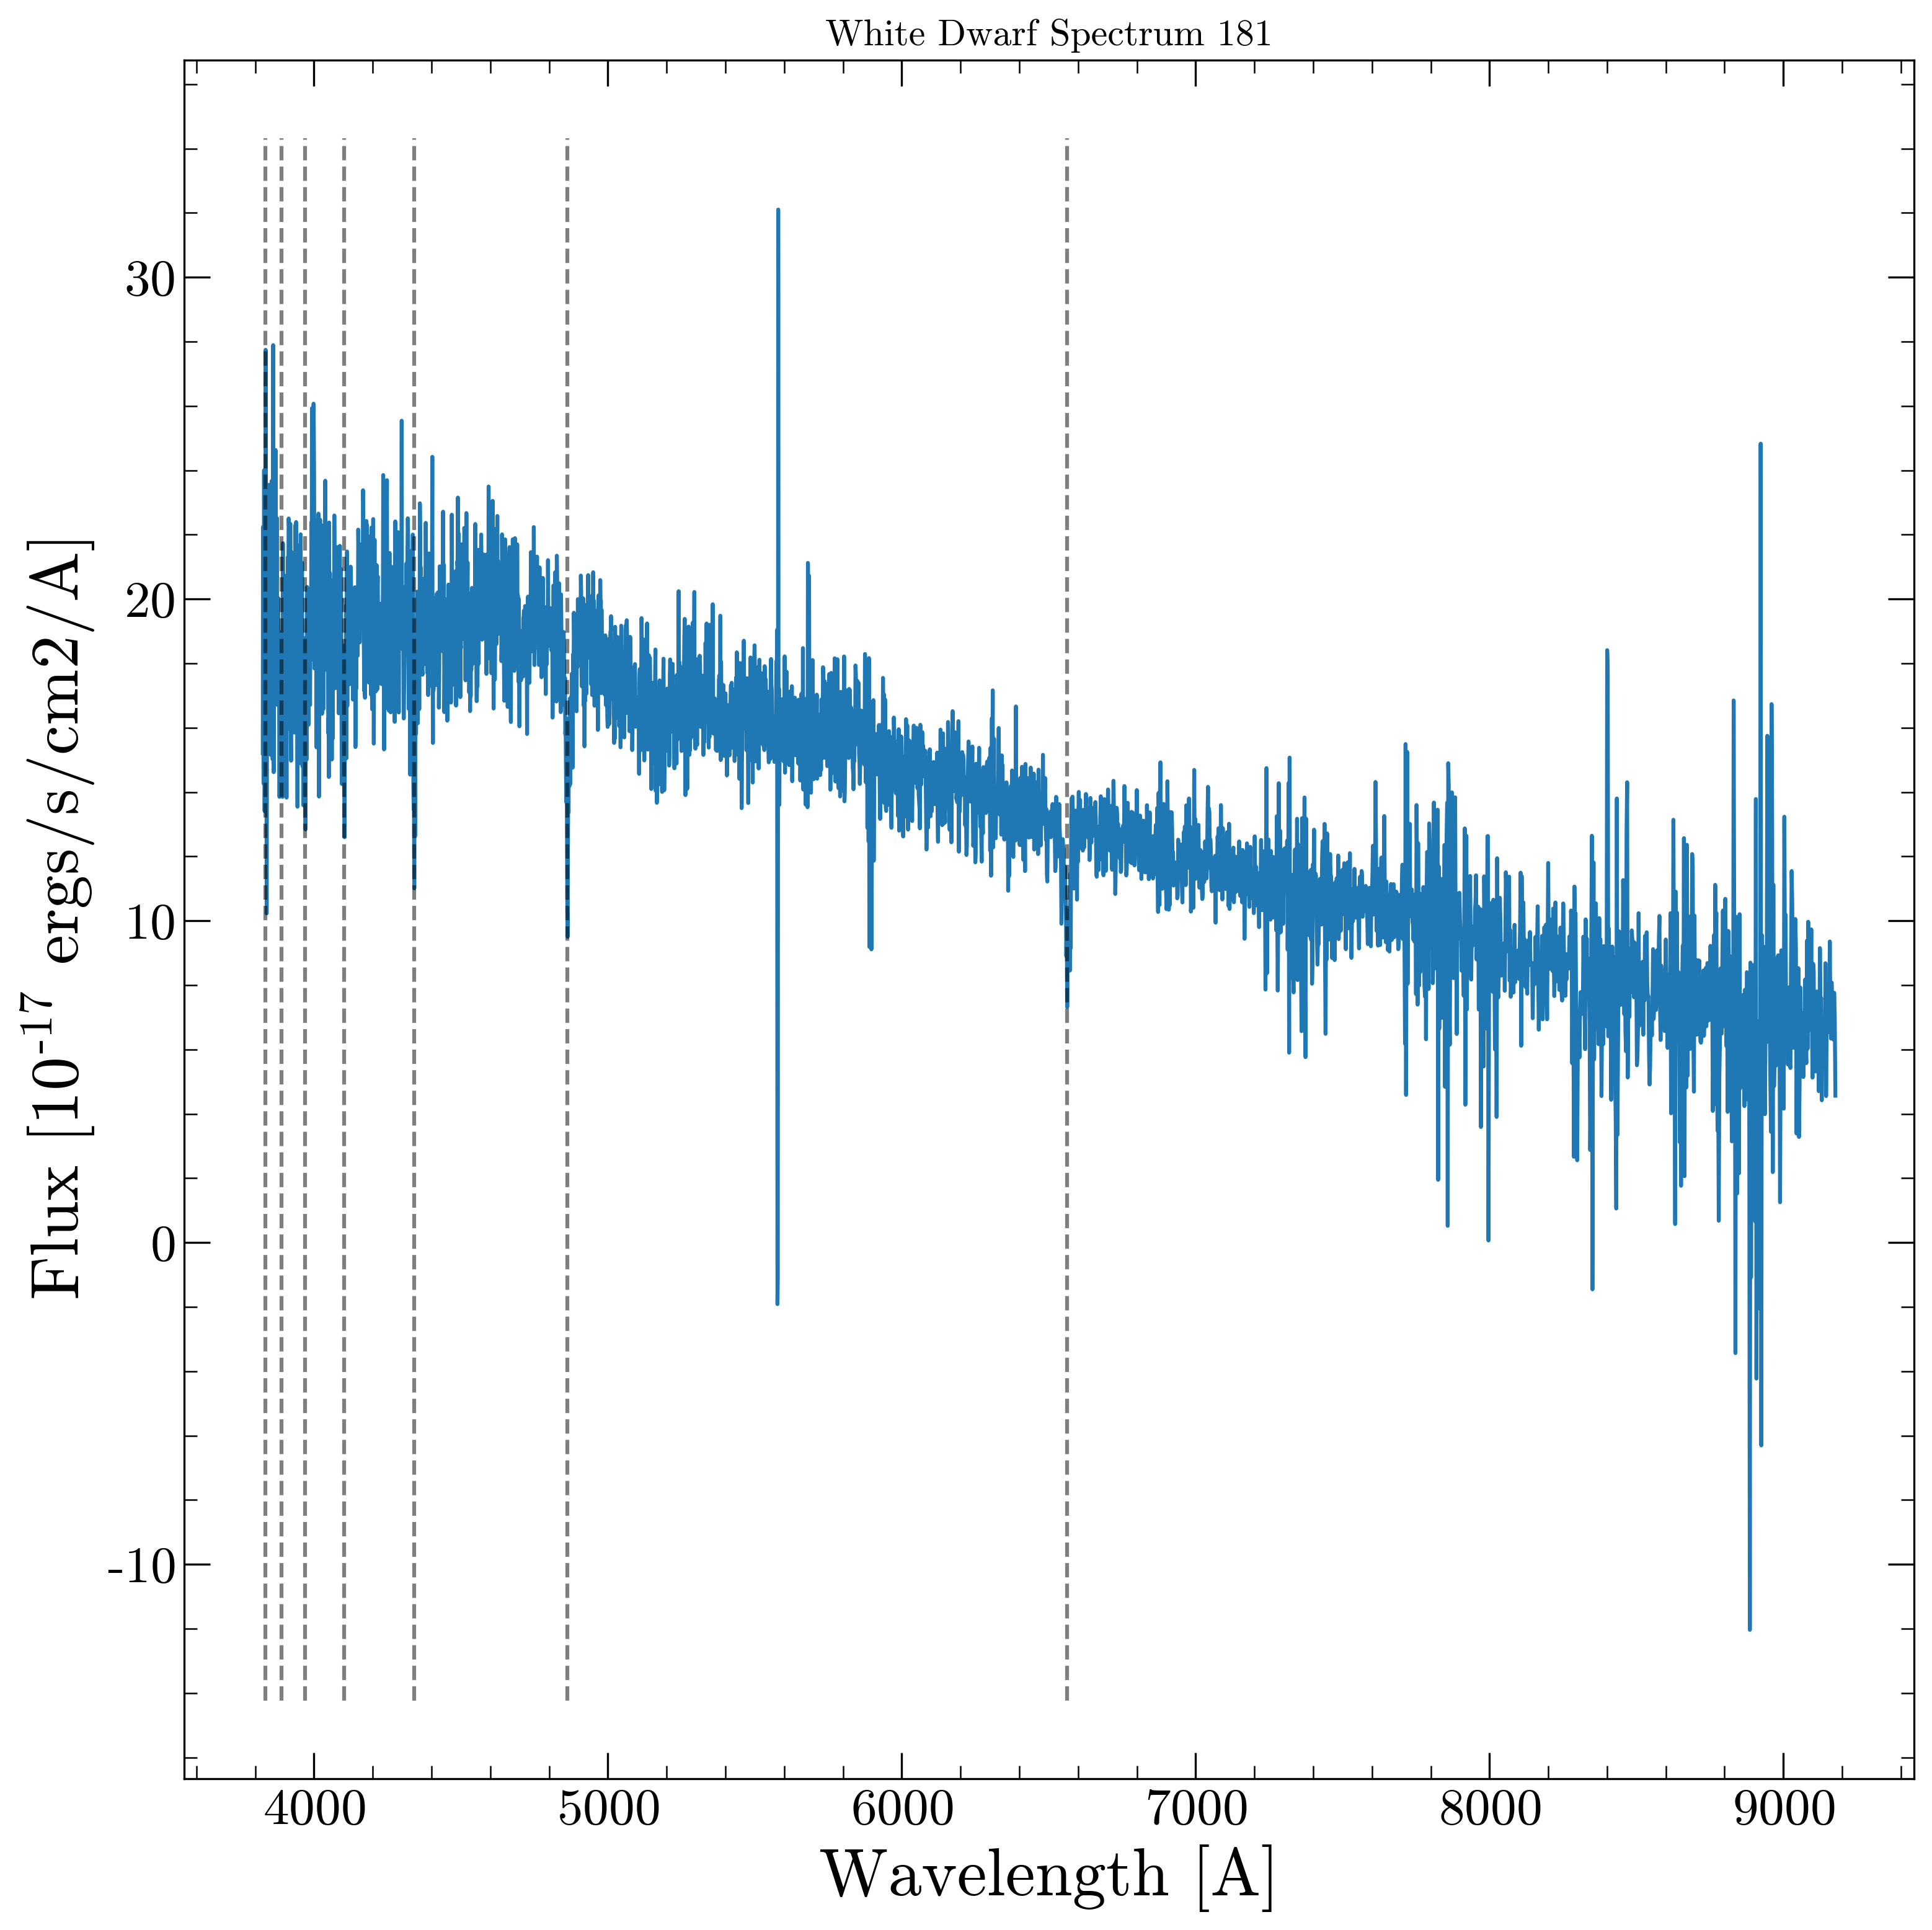 White Dwarf Spectrum 181
30
20
10
0
-10
Flux [10-17 ergs/s/cm2/A]
4000 5000 6000 7000 8000 9000
Wavelength [A]